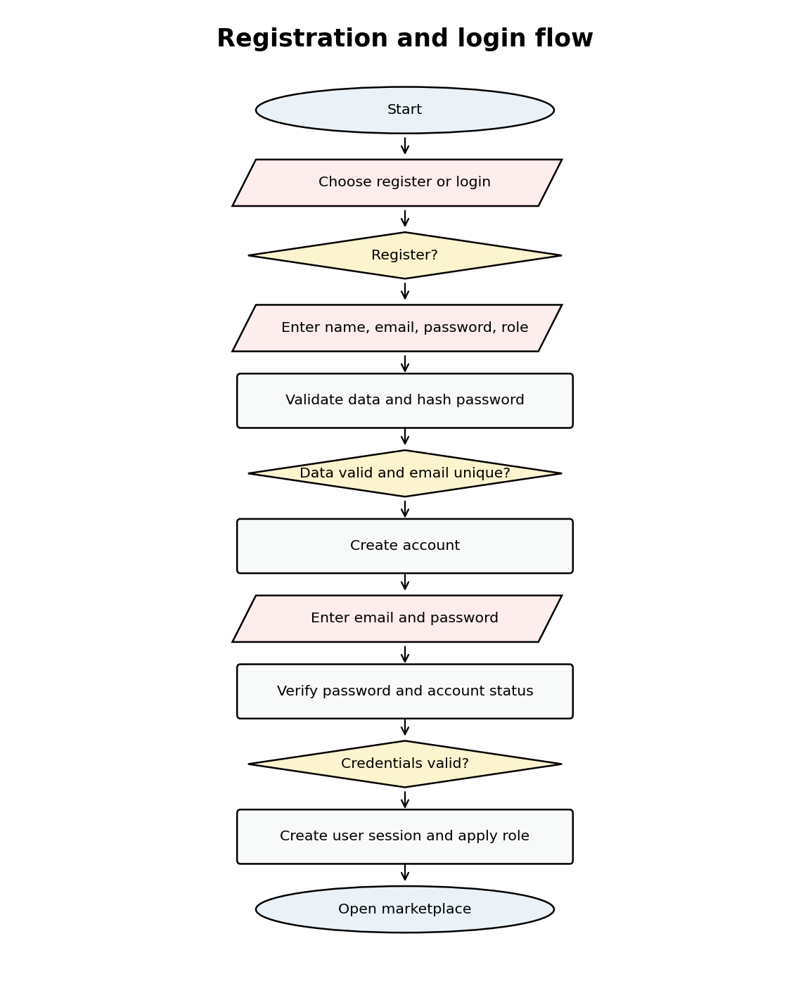 Registration and login flow
Start
Choose register or login
Register?
Enter name, email, password, role
Validate data and hash password
Data valid and email unique?
Create account
Enter email and password
Verify password and account status
Credentials valid?
Create user session and apply role
Open marketplace